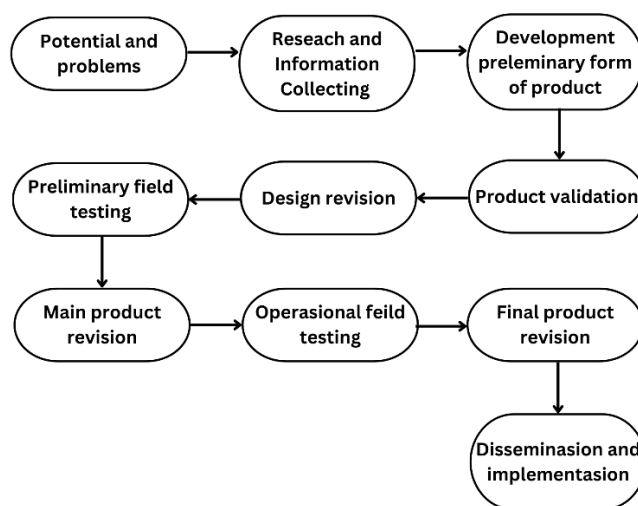 Potential and
problems
Reseach and
Information
Collecting
Development
preleminary form
of product
Product validation
Design revision
Preliminary field
testing
Main product
revision
Operasional feild
testing
Final product
revision
Disseminasion and
implementasion